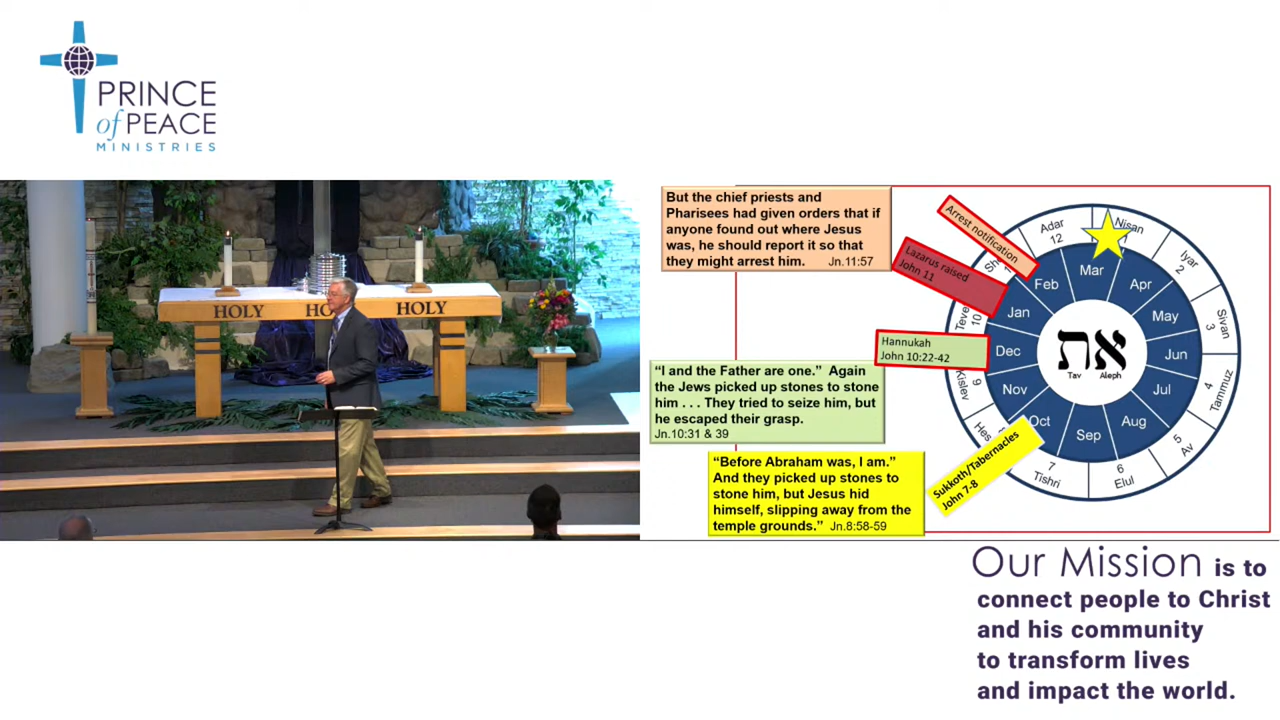 PRINCE
of PEACE
MINISTRIES
HOLY
HO
HOLY
But the chief priests and
Pharisees had given orders that if
anyone found out where Jesus
was, he should report it so that
they might arrest him. Jn.11:57
Arrest notification
Lazarus raised
John 11
Hannukah
John 10:22-42
“I and the Father are one.” Again
the Jews picked up stones to stone
him . . . They tried to seize him, but
he escaped their grasp.
Jn.10:31 & 39
“Before Abraham was, I am.”
And they picked up stones to
stone him, but Jesus hid
himself, slipping away from the
temple grounds.” Jn.8:58-59
Sukkoth/Tabernacles
John 7-8
Adar
12
Nisan
1
Iyar
2
Sivan
3
Tammuz
4
Av
5
Elul
6
Tishri
7
Hes
Kislev
9
Teve
10
Sh
Mar
Apr
May
Jun
Jul
Aug
Sep
Oct
Nov
Dec
Jan
Feb
את
Tav Aleph
Our Mission is to
connect people to Christ
and his community
to transform lives
and impact the world.